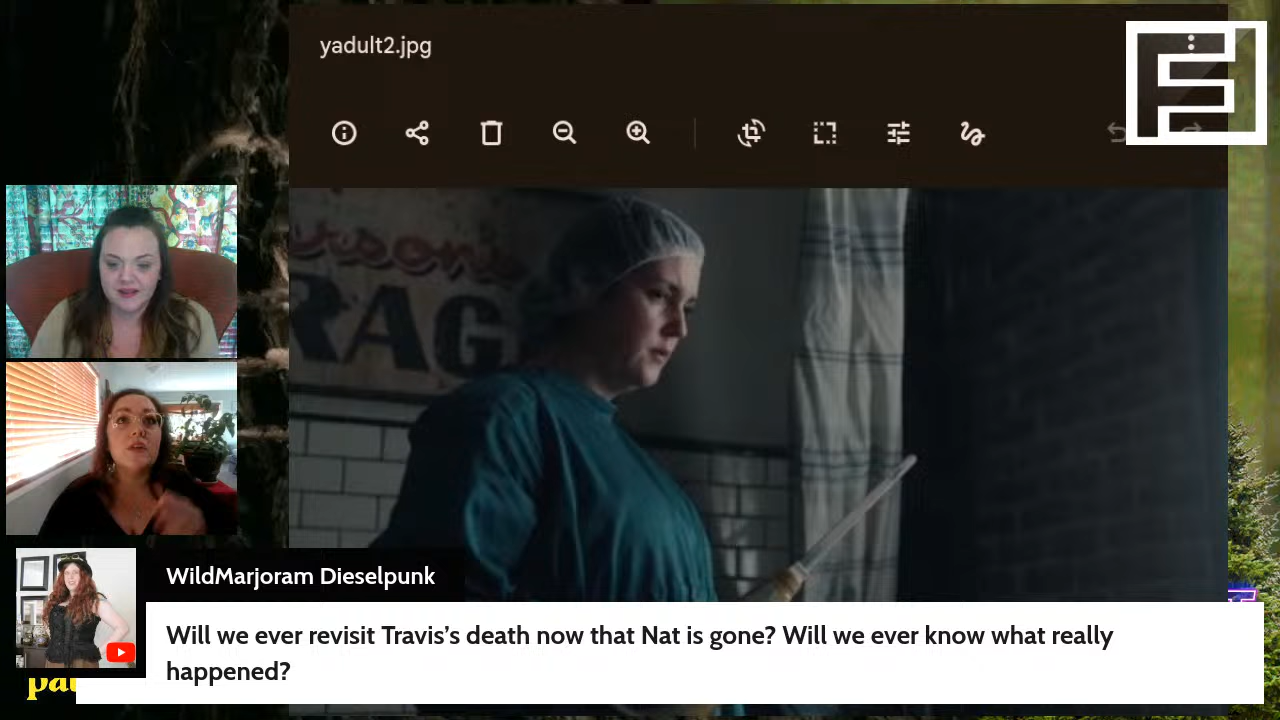 yadult2.jpg
RAG
WildMarjoram Dieselpunk
Will we ever revisit Travis’s death now that Nat is gone? Will we ever know what really
happened?